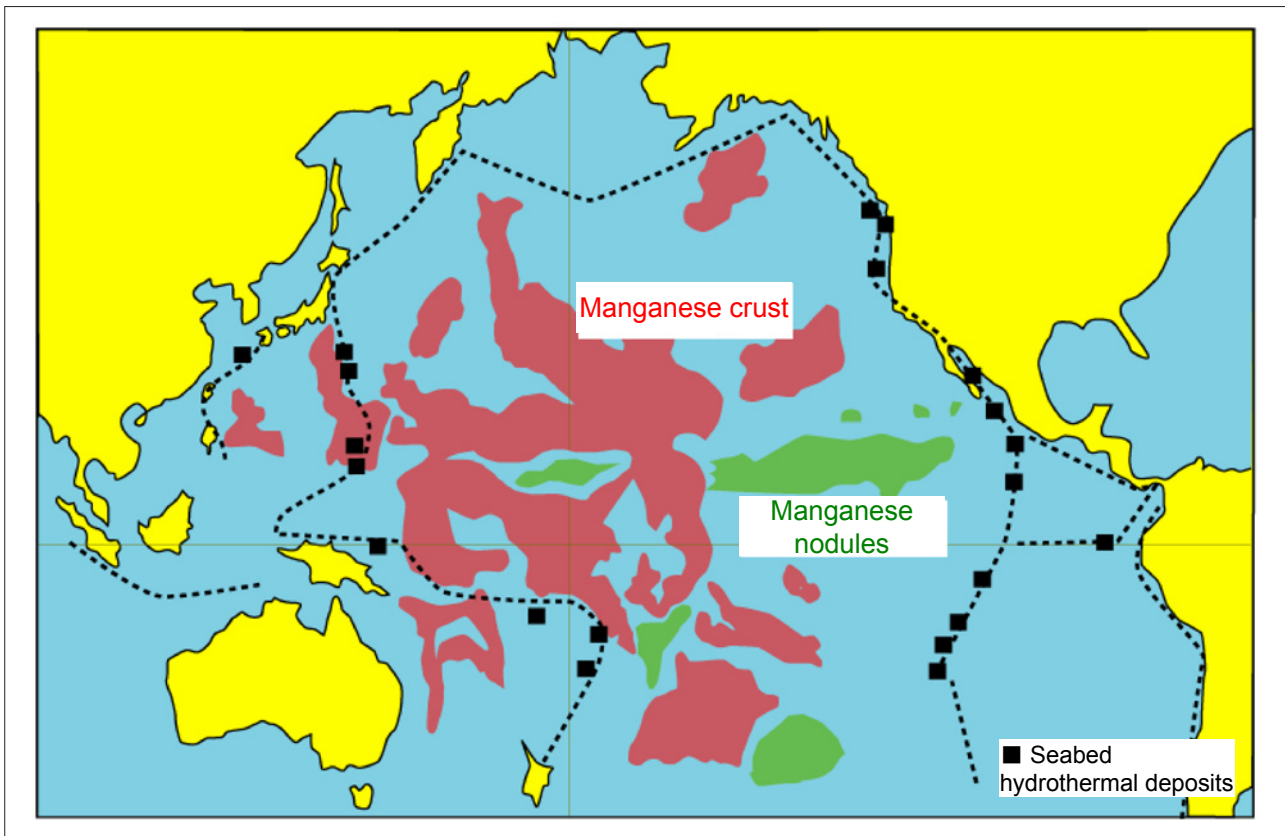 Manganese crust
Manganese
nodules
Seabed
hydrothermal deposits